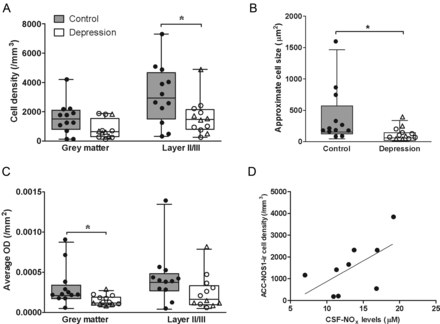 A
Control
Depression
Cell density (/mm³)
8000
6000
4000
2000
0
*
Grey matter
Layer II/III
B
Approximate cell size (μm²)
2000
1500
1000
500
0
*
Control
Depression
C
Average OD (/mm²)
0.0015
0.0010
0.0005
0.0000
*
Grey matter
Layer II/III
D
ACC-NOS1-ir cell density (/mm³)
5000
4000
3000
2000
1000
0
0
5
10
15
20
25
CSF-NOₓ levels (μM)